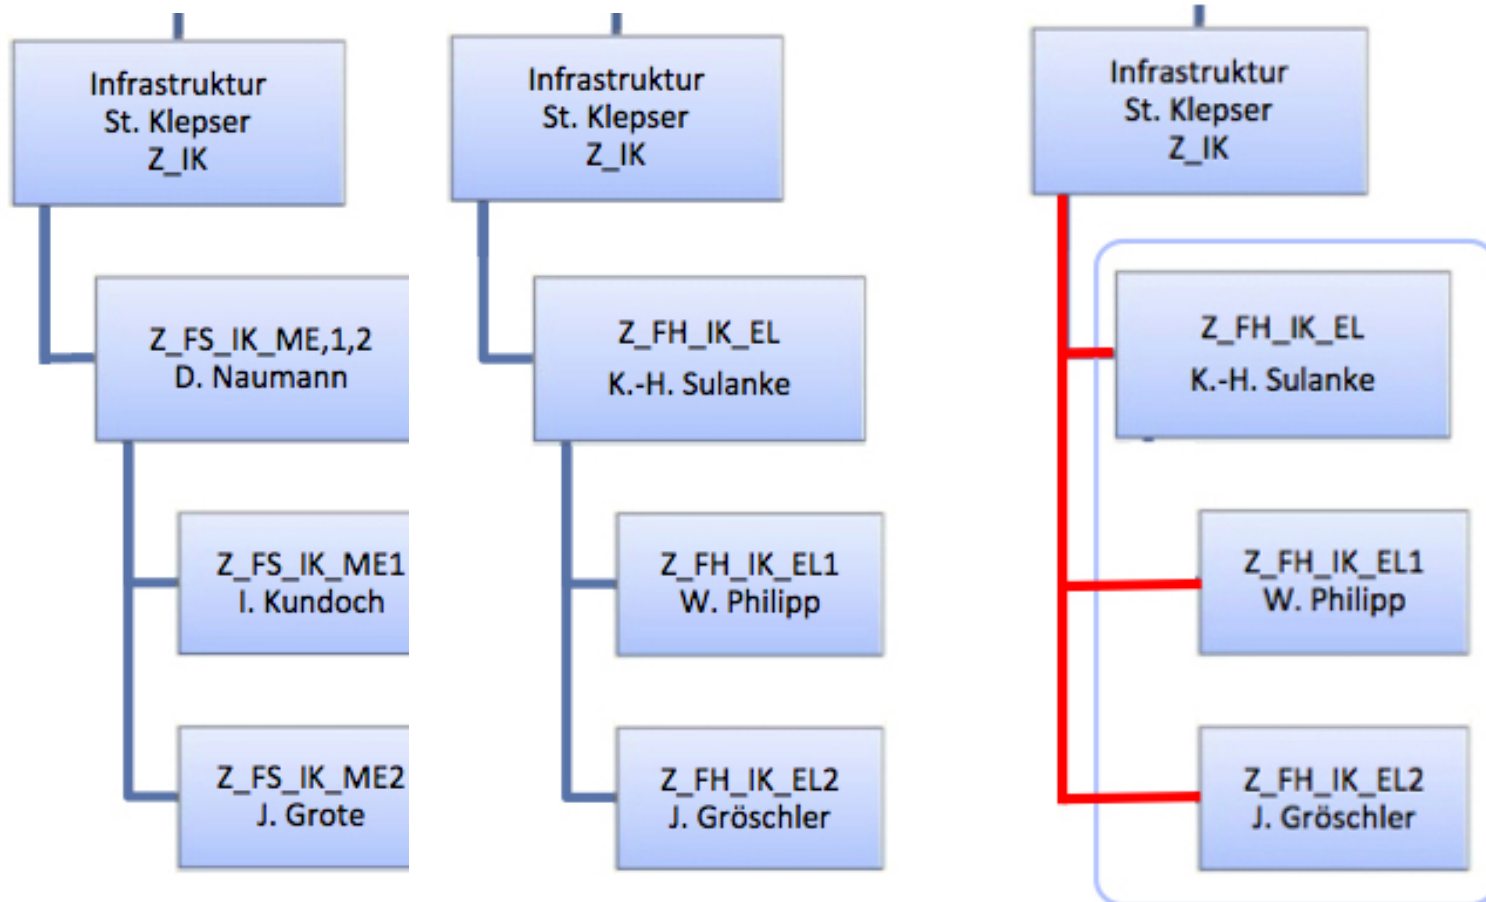 Infrastruktur
St. Klepser
Z_IK
Z_FS_IK_ME,1,2
D. Naumann
Z_FS_IK_ME1
I. Kundoch
Z_FS_IK_ME2
J. Grote
Infrastruktur
St. Klepser
Z_IK
Z_FH_IK_EL
K.-H. Sulanke
Z_FH_IK_EL1
W. Philipp
Z_FH_IK_EL2
J. Gröschler
Infrastruktur
St. Klepser
Z_IK
Z_FH_IK_EL
K.-H. Sulanke
Z_FH_IK_EL1
W. Philipp
Z_FH_IK_EL2
J. Gröschler